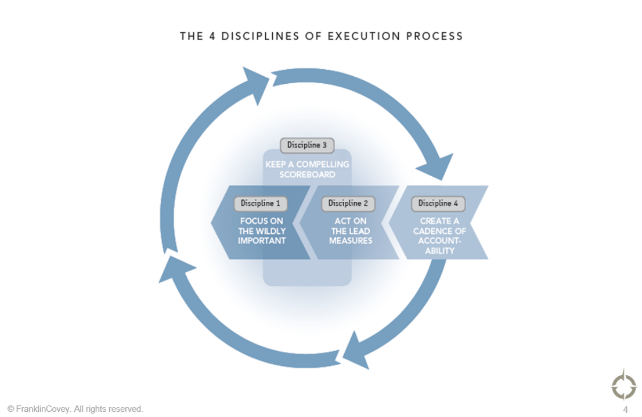 THE 4 DISCIPLINES OF EXECUTION PROCESS
Discipline 3
KEEP A COMPELLING
SCOREBOARD
Discipline 1
FOCUS ON
THE WILDLY
IMPORTANT
Discipline 2
ACT ON
THE LEAD
MEASURES
Discipline 4
CREATE A
CADENCE OF
ACCOUNT-
ABILITY
© FranklinCovey. All rights reserved.
4